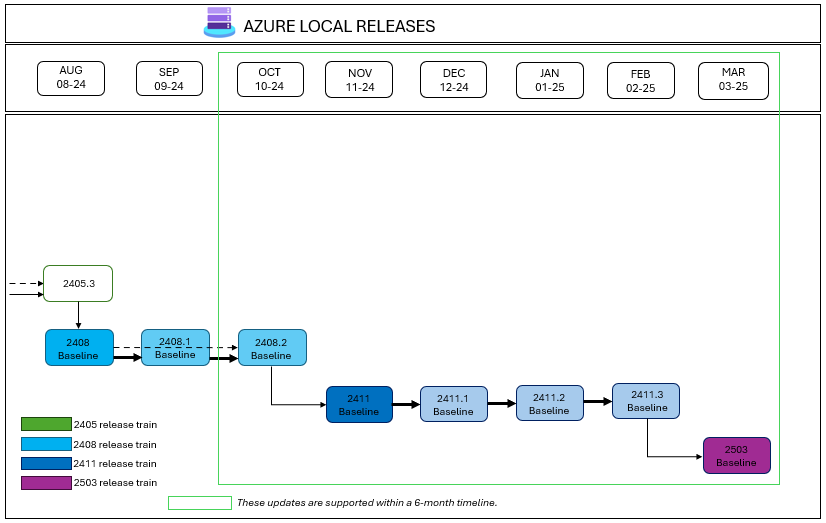 AZURE LOCAL RELEASES
AUG
08-24
SEP
09-24
OCT
10-24
NOV
11-24
DEC
12-24
JAN
01-25
FEB
02-25
MAR
03-25
2405.3
2408
Baseline
2408.1
Baseline
2408.2
Baseline
2411
Baseline
2411.1
Baseline
2411.2
Baseline
2411.3
Baseline
2503
Baseline
2405 release train
2408 release train
2411 release train
2503 release train
These updates are supported within a 6-month timeline.